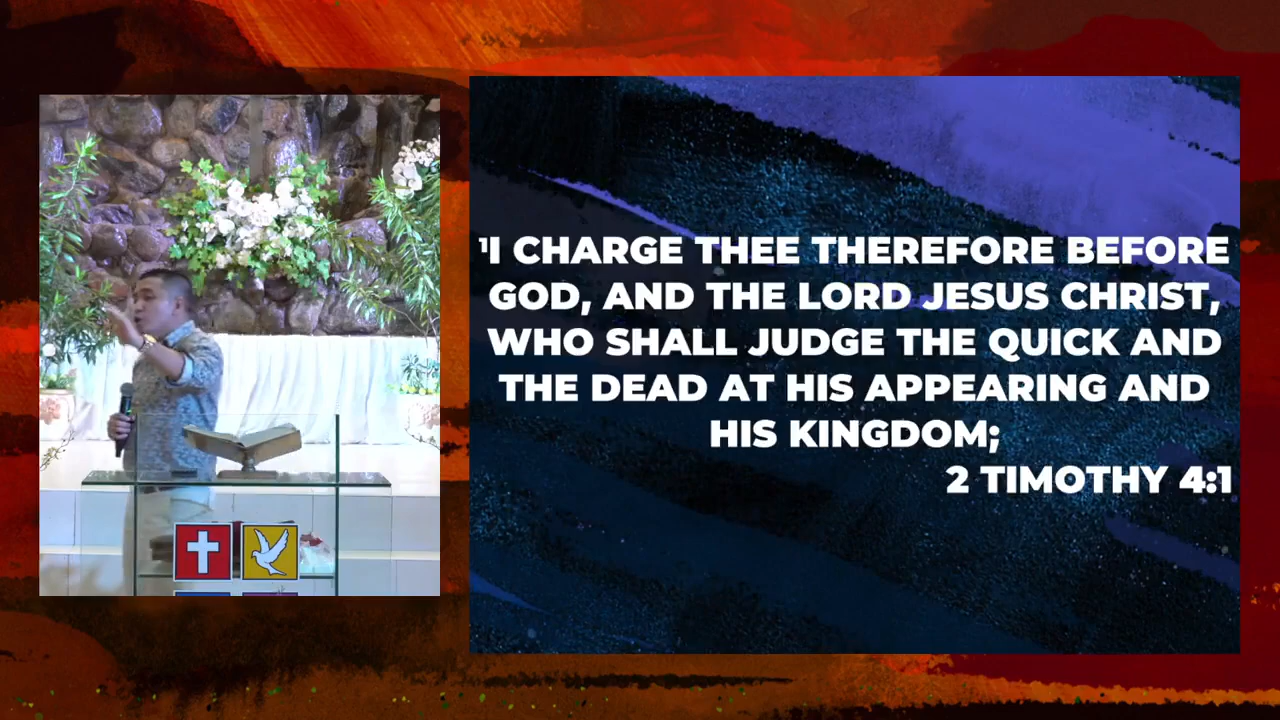 ¹I CHARGE THEE THEREFORE BEFORE
GOD, AND THE LORD JESUS CHRIST,
WHO SHALL JUDGE THE QUICK AND
THE DEAD AT HIS APPEARING AND
HIS KINGDOM;
2 TIMOTHY 4:1